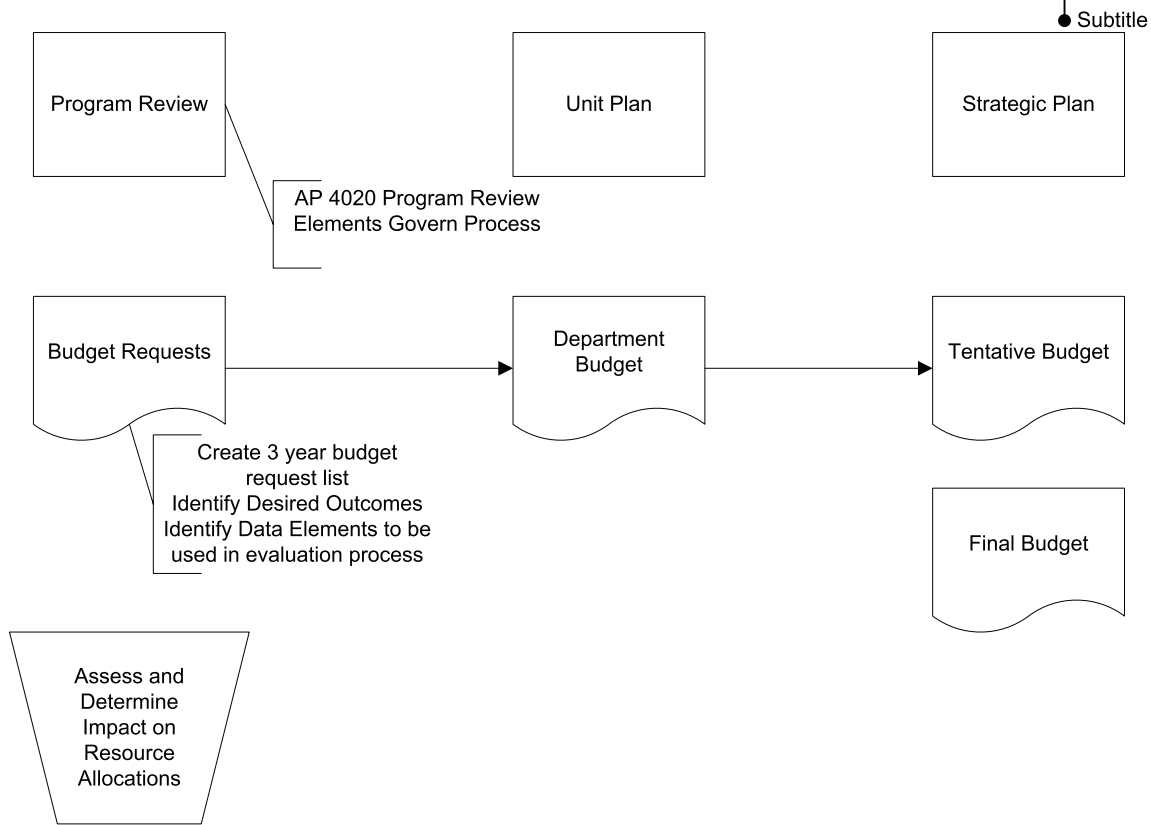 Subtitle
Program Review
Unit Plan
Strategic Plan
AP 4020 Program Review
Elements Govern Process
Budget Requests
Department
Budget
Tentative Budget
Create 3 year budget
request list
Identify Desired Outcomes
Identify Data Elements to be
used in evaluation process
Final Budget
Assess and
Determine
Impact on
Resource
Allocations